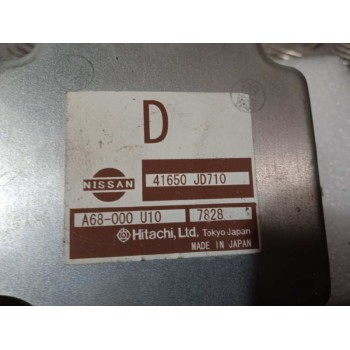 D
NISSAN 41650 JD710
A68-000 U10 7828
Hitachi, Ltd. Tokyo Japan
MADE IN JAPAN